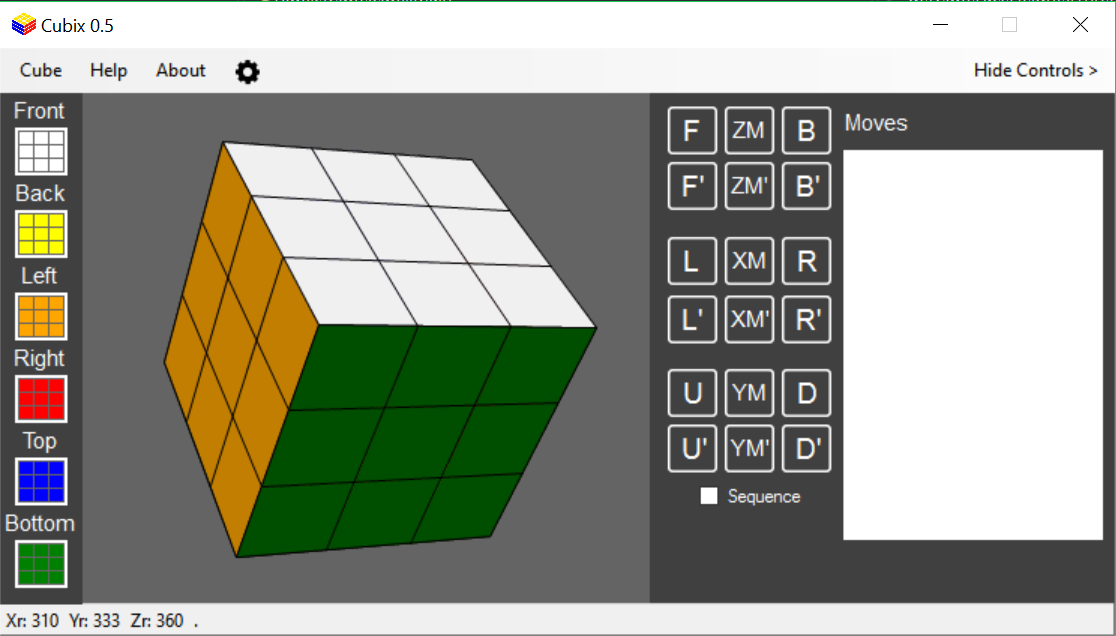 Cubix 0.5
Cube Help About Hide Controls >
Front
Back
Left
Right
Top
Bottom
F ZM B
F' ZM' B'
L XM R
L' XM' R'
U YM D
U' YM' D'
Sequence
Moves
Xr: 310 Yr: 333 Zr: 360 .